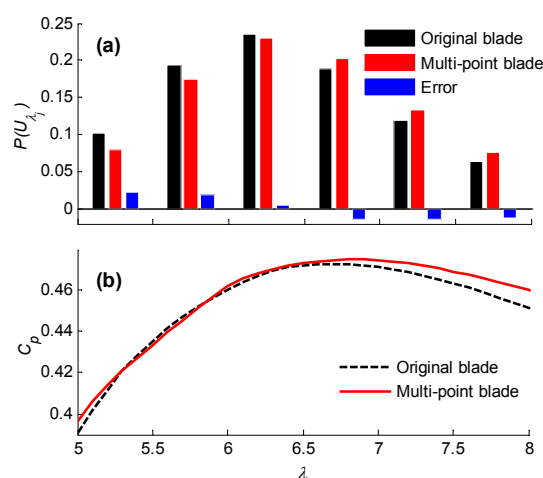 0.25
0.2
0.15
0.1
0.05
0
P(U_λj)
(a)
Original blade
Multi-point blade
Error
(b)
0.46
0.44
0.42
0.4
C_p
Original blade
Multi-point blade
5 5.5 6 6.5 7 7.5 8
λ